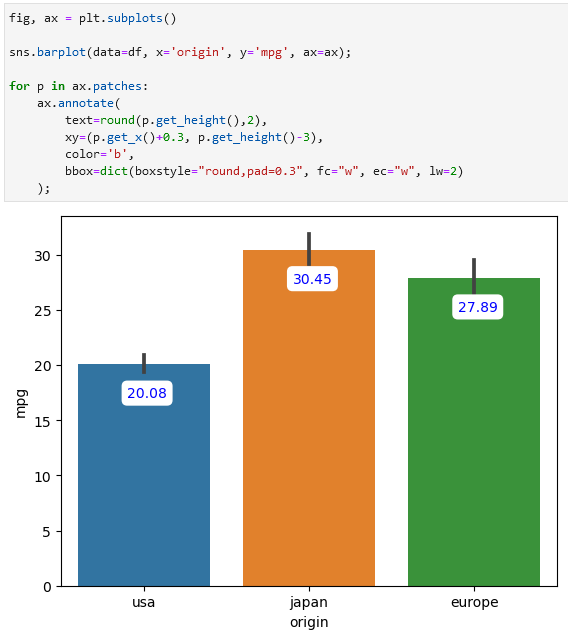 fig, ax = plt.subplots()
sns.barplot(data=df, x='origin', y='mpg', ax=ax);
for p in ax.patches:
    ax.annotate(
        text=round(p.get_height(),2),
        xy=(p.get_x()+0.3, p.get_height()-3),
        color='b',
        bbox=dict(boxstyle="round,pad=0.3", fc="w", ec="w", lw=2)
    );
30
25
20
15
10
5
0
mpg
20.08
30.45
27.89
usa
japan
europe
origin